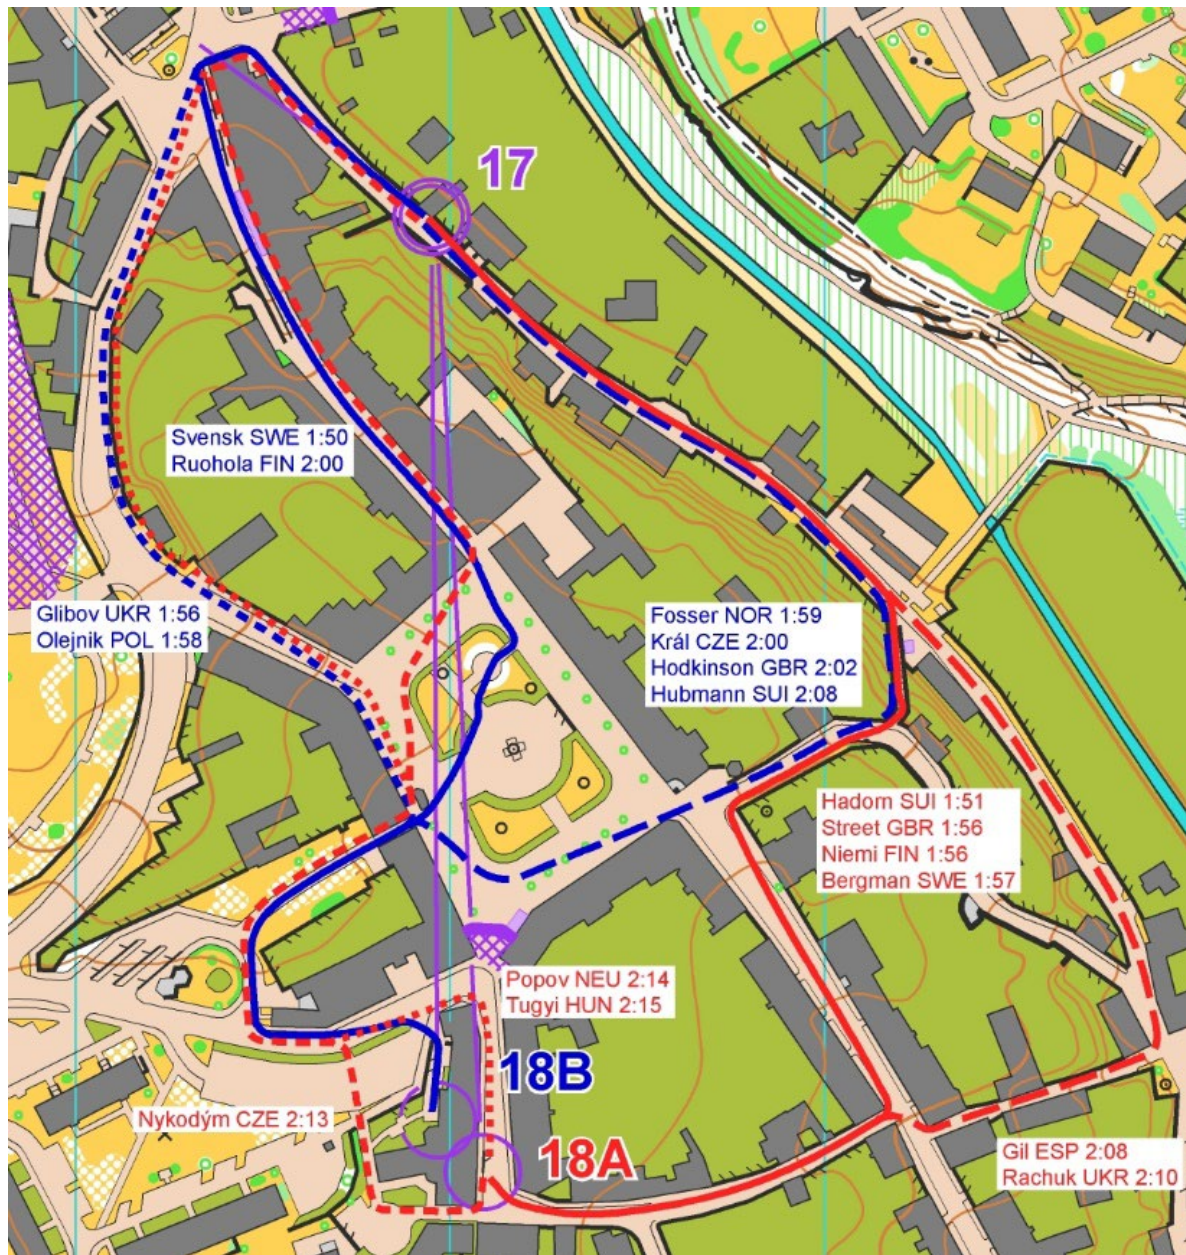 17
Svensk SWE 1:50
Ruohola FIN 2:00
Glibov UKR 1:56
Olejnik POL 1:58
Fosser NOR 1:59
Král CZE 2:00
Hodkinson GBR 2:02
Hubmann SUI 2:08
Hadorn SUI 1:51
Street GBR 1:56
Niemi FIN 1:56
Bergman SWE 1:57
Popov NEU 2:14
Tugyi HUN 2:15
18B
Nykodým CZE 2:13
18A
Gil ESP 2:08
Rachuk UKR 2:10